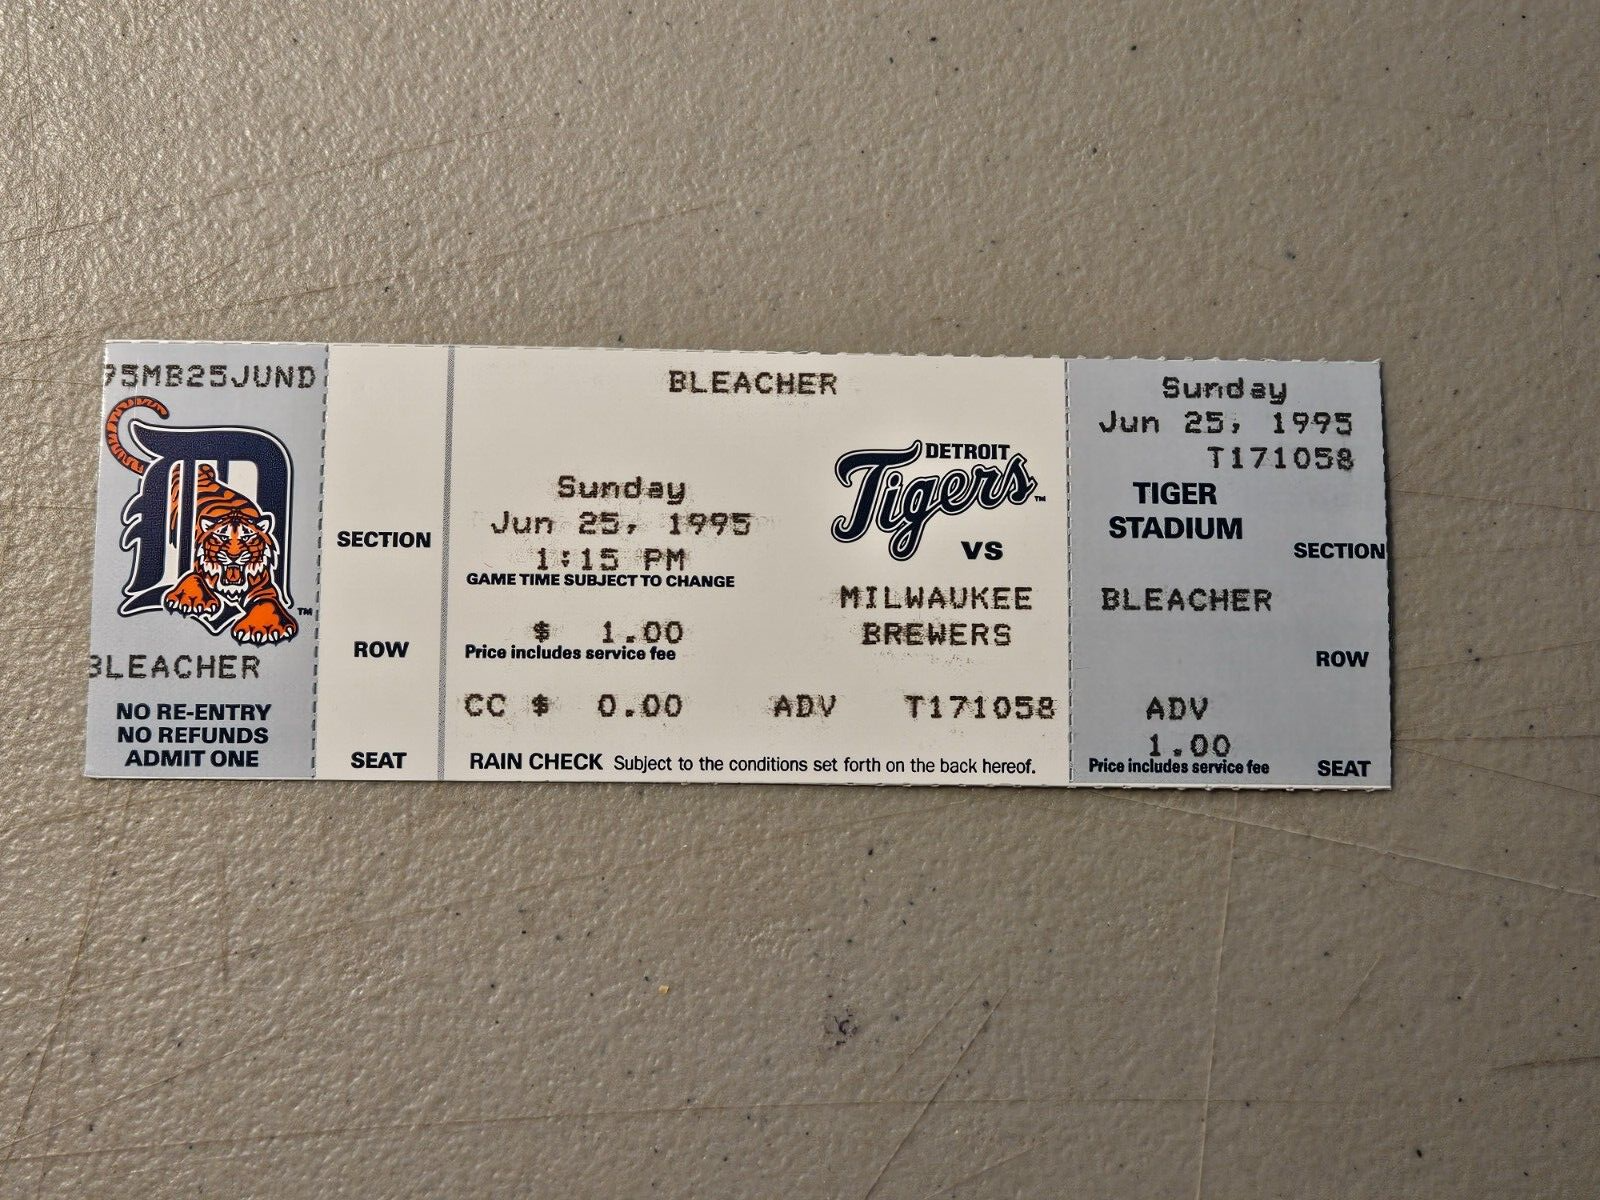 75MB25JUND
BLEACHER
NO RE-ENTRY
NO REFUNDS
ADMIT ONE
SECTION
ROW
SEAT
BLEACHER
Sunday
Jun 25, 1995
1:15 PM
GAME TIME SUBJECT TO CHANGE
$ 1.00
Price includes service fee
CC $ 0.00 ADV T171058
RAIN CHECK Subject to the conditions set forth on the back hereof.
DETROIT
Tigers™
VS
MILWAUKEE
BREWERS
Sunday
Jun 25, 1995
T171058
TIGER
STADIUM
SECTION
BLEACHER
ROW
ADV
1.00
Price includes service fee
SEAT
D
TM